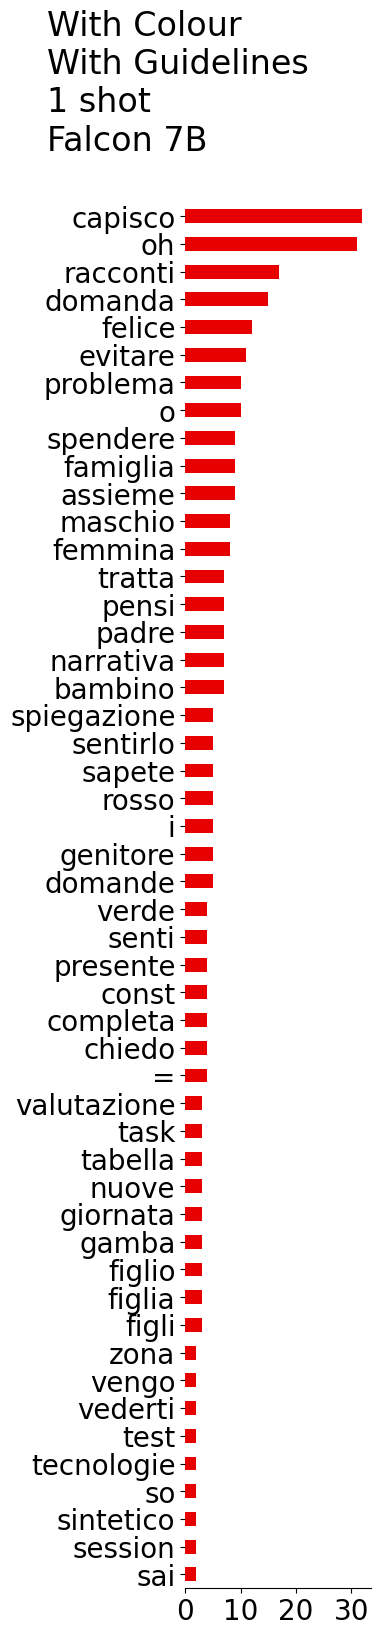 With Colour
With Guidelines
1 shot
Falcon 7B
capisco
oh
racconti
domanda
felice
evitare
problema
o
spendere
famiglia
assieme
maschio
femmina
tratta
pensi
padre
narrativa
bambino
spiegazione
sentirlo
sapete
rosso
i
genitore
domande
verde
senti
presente
const
completa
chiedo
=
valutazione
task
tabella
nuove
giornata
gamba
figlio
figlia
figli
zona
vengo
vederti
test
tecnologie
so
sintetico
session
sai
0 10 20 30